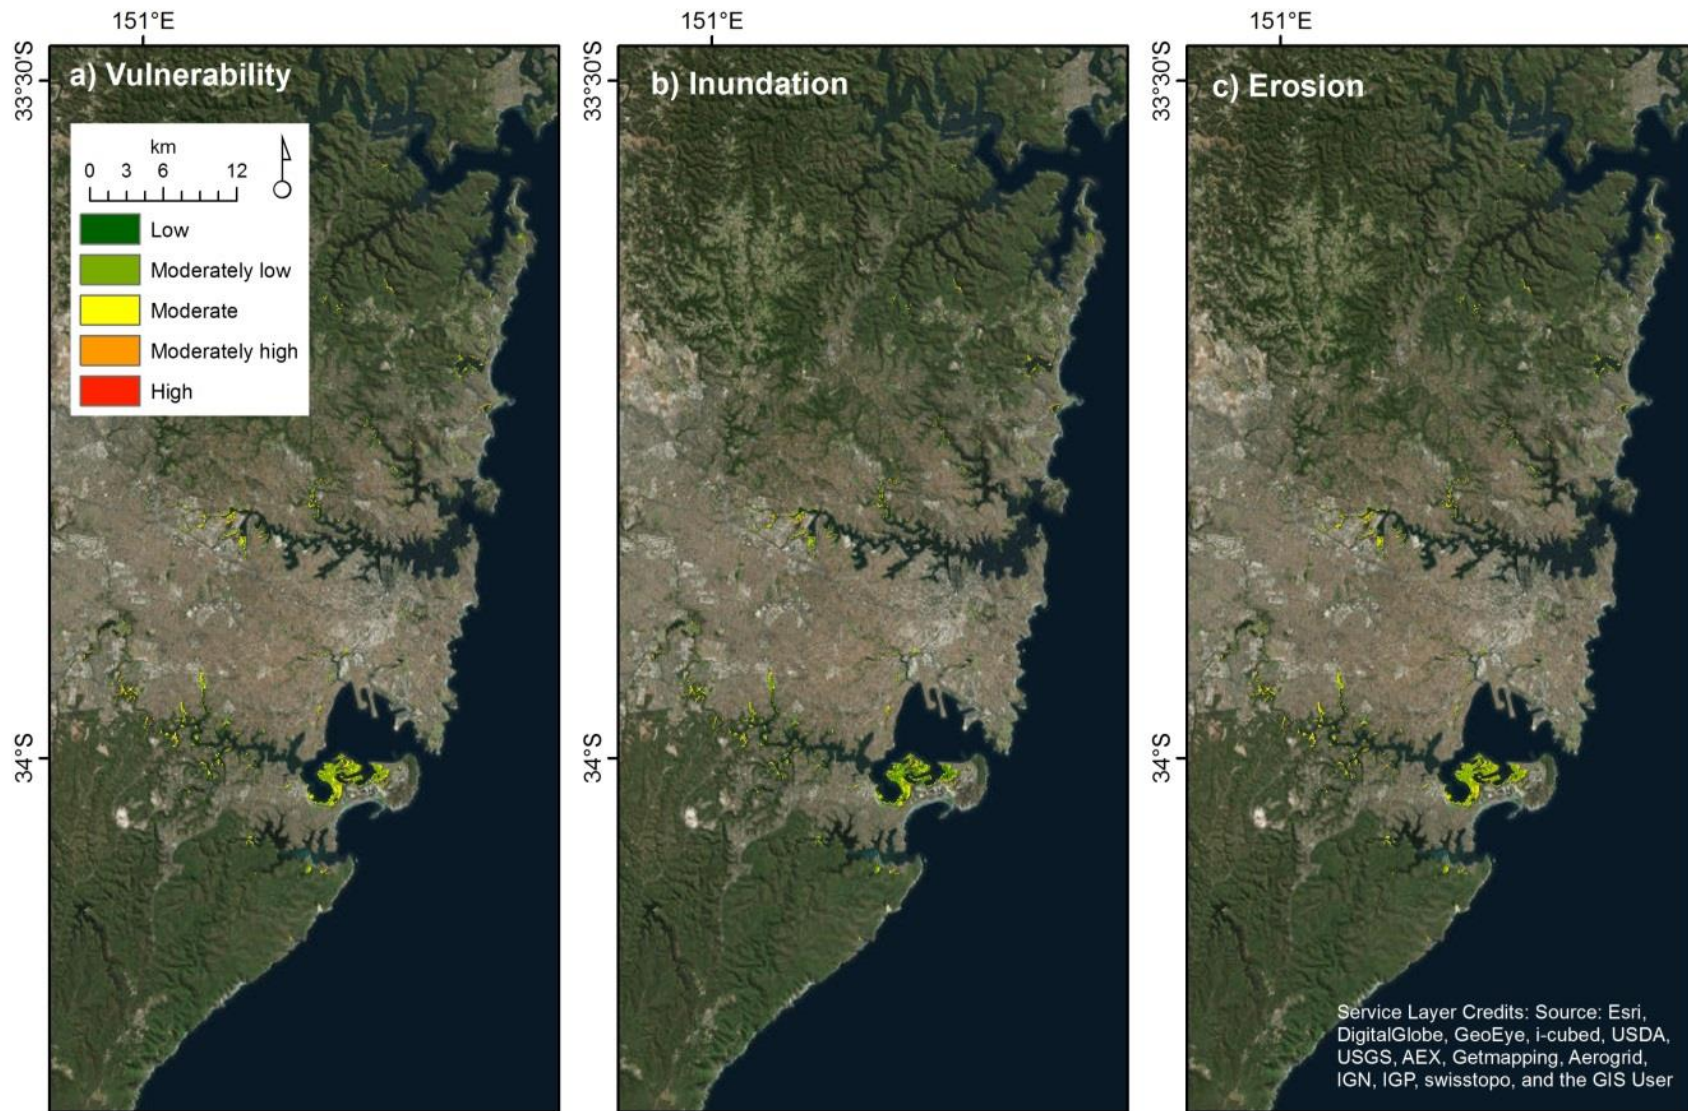 151°E
151°E
151°E
33°30'S
33°30'S
33°30'S
a) Vulnerability
b) Inundation
c) Erosion
km
0 3 6 12
Low
Moderately low
Moderate
Moderately high
High
34°S
34°S
34°S
Service Layer Credits: Source: Esri,
DigitalGlobe, GeoEye, i-cubed, USDA,
USGS, AEX, Getmapping, Aerogrid,
IGN, IGP, swisstopo, and the GIS User